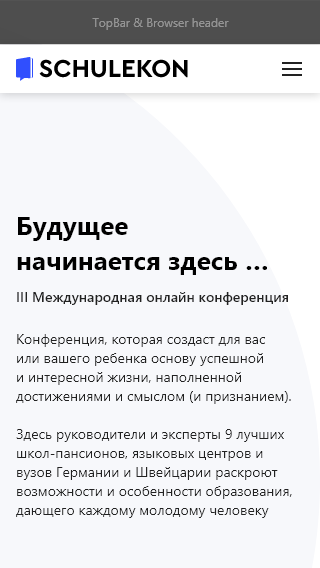 TopBar & Browser header
SCHULEKON
Будущее
начинается здесь ...
III Международная онлайн конференция
Конференция, которая создаст для вас
или вашего ребенка основу успешной
и интересной жизни, наполненной
достижениями и смыслом (и признанием).
Здесь руководители и эксперты 9 лучших
школ-пансионов, языковых центров и
вузов Германии и Швейцарии раскроют
возможности и особенности образования,
дающего каждому молодому человеку